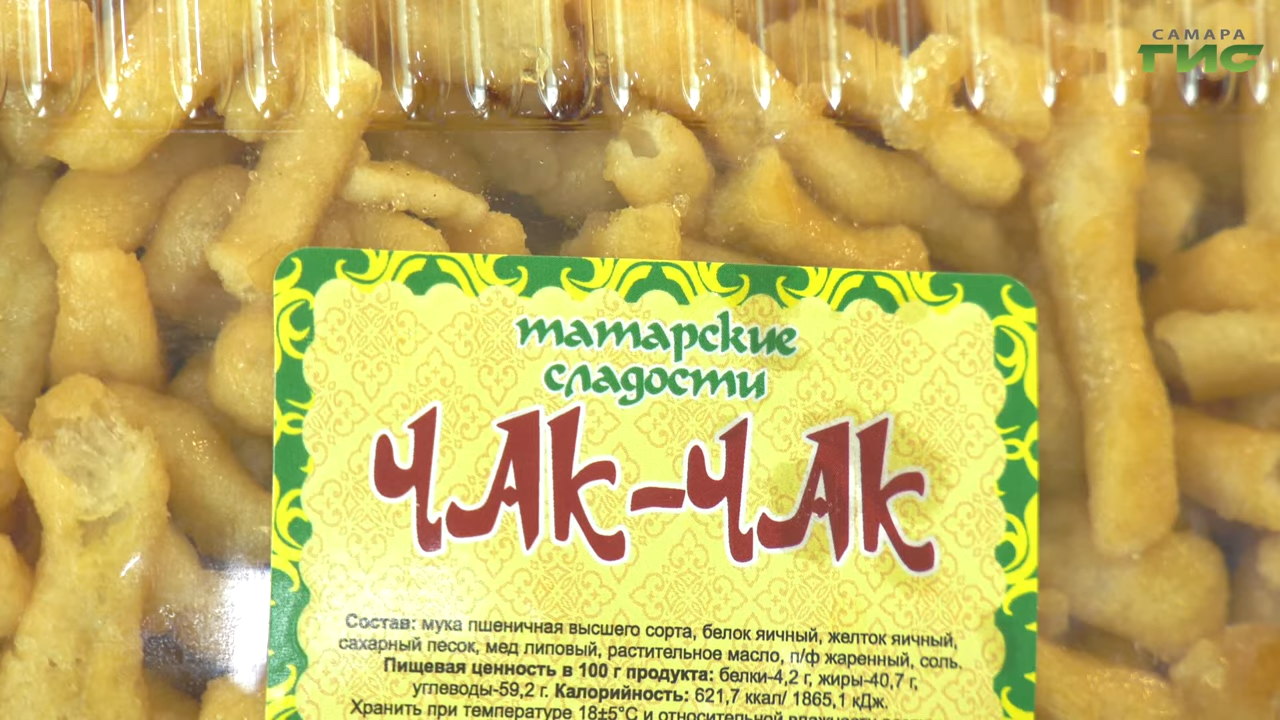 САМАРА
ГИС
татарские
сладости
ЧАК-ЧАК
Состав: мука пшеничная высшего сорта, белок яичный, желток яичный,
сахарный песок, мед липовый, растительное масло, п/ф жаренный, соль.
Пищевая ценность в 100 г продукта: белки-4,2 г, жиры-40,7 г,
углеводы-59,2 г. Калорийность: 621,7 ккал/ 1865,1 кДж.
Хранить при температуре 18±5°С и относительной влажности